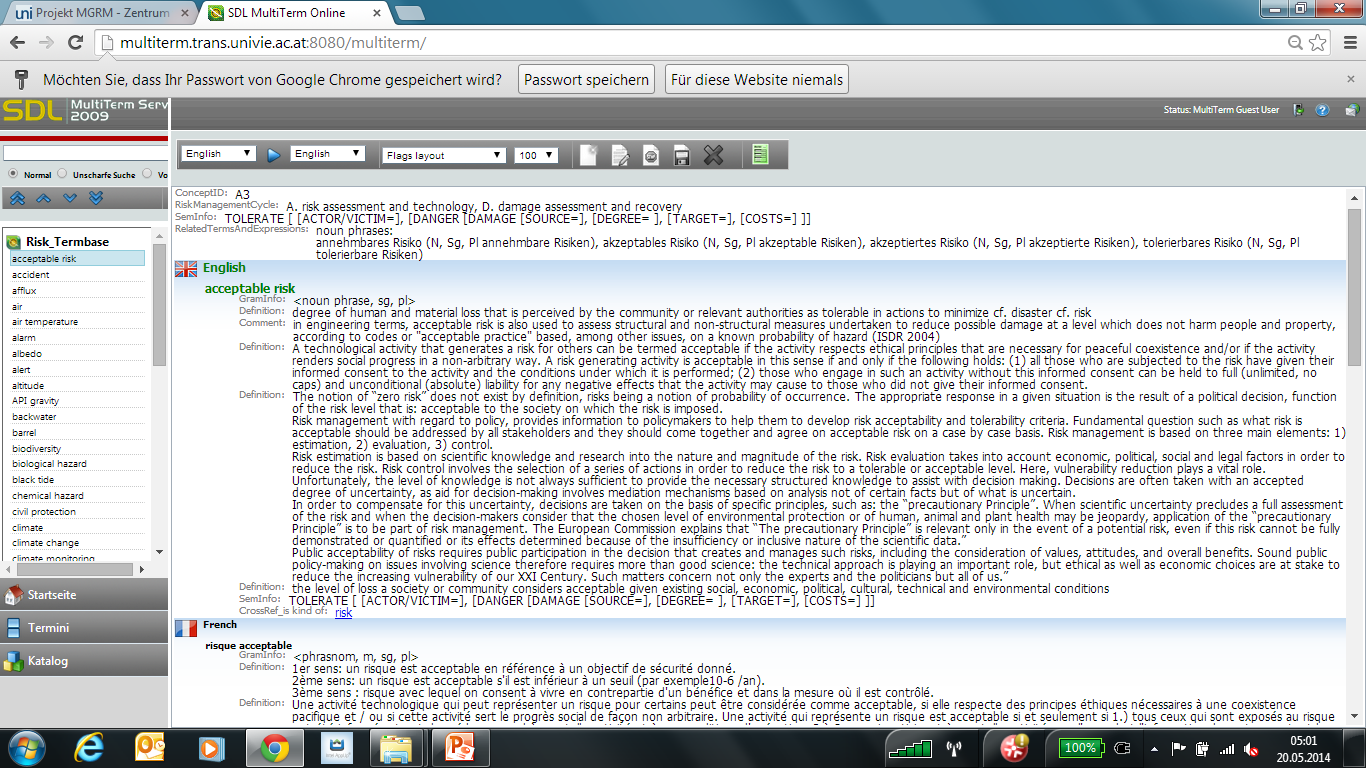 uni Projekt MGRM - Zentrum
SDL MultiTerm Online
multiterm.trans.univie.ac.at:8080/multiterm/
Möchten Sie, dass Ihr Passwort von Google Chrome gespeichert wird?
Passwort speichern
Für diese Website niemals
SDL MultiTerm Serv
2009
Status: MultiTerm Guest User
English
English
Flags layout
100
Normal
Unscharfe Suche
Vo
Risk_Termbase
acceptable risk
accident
afflux
air
air temperature
alarm
albedo
alert
altitude
API gravity
backwater
barrel
biodiversity
biological hazard
black tide
chemical hazard
civil protection
climate
climate change
climate monitoring
Startseite
Termini
Katalog
ConceptID: A3
RiskManagementCycle: A. risk assessment and technology, D. damage assessment and recovery
SemInfo: TOLERATE [ [ACTOR/VICTIM=], [DANGER [DAMAGE [SOURCE=], [DEGREE= ], [TARGET=], [COSTS=] ]]
RelatedTermsAndExpressions: noun phrases:
annehmbares Risiko (N, Sg, Pl annehmbare Risiken), akzeptables Risiko (N, Sg, Pl akzeptable Risiken), akzeptiertes Risiko (N, Sg, Pl akzeptierte Risiken), tolerierbares Risiko (N, Sg, Pl
tolerierbare Risiken)
English
acceptable risk
GramInfo: <noun phrase, sg, pl>
Definition: degree of human and material loss that is perceived by the community or relevant authorities as tolerable in actions to minimize cf. disaster cf. risk
Comment: in engineering terms, acceptable risk is also used to assess structural and non-structural measures undertaken to reduce possible damage at a level which does not harm people and property,
according to codes or "acceptable practice" based, among other issues, on a known probability of hazard (ISDR 2004)
Definition: A technological activity that generates a risk for others can be termed acceptable if the activity respects ethical principles that are necessary for peaceful coexistence and/or if the activity
renders social progress in a non-arbitrary way. A risk generating activity is acceptable in this sense if and only if the following holds: (1) all those who are subjected to the risk have given their
informed consent to the activity and the conditions under which it is performed; (2) those who engage in such an activity without this informed consent can be held to full (unlimited, no
caps) and unconditional (absolute) liability for any negative effects that the activity may cause to those who did not give their informed consent.
Definition: The notion of “zero risk” does not exist by definition, risks being a notion of probability of occurrence. The appropriate response in a given situation is the result of a political decision, function
of the risk level that is: acceptable to the society on which the risk is imposed.
Risk management with regard to policy, provides information to policymakers to help them to develop risk acceptability and tolerability criteria. Fundamental question such as what risk is
acceptable should be addressed by all stakeholders and they should come together and agree on acceptable risk on a case by case basis. Risk management is based on three main elements: 1)
estimation, 2) evaluation, 3) control.
Risk estimation is based on scientific knowledge and research into the nature and magnitude of the risk. Risk evaluation takes into account economic, political, social and legal factors in order to
reduce the risk. Risk control involves the selection of a series of actions in order to reduce the risk to a tolerable or acceptable level. Here, vulnerability reduction plays a vital role.
Unfortunately, the level of knowledge is not always sufficient to provide the necessary structured knowledge to assist with decision making. Decisions are often taken with an accepted
degree of uncertainty, as aid for decision-making involves mediation mechanisms based on analysis not of certain facts but of what is uncertain.
In order to compensate for this uncertainty, decisions are taken on the basis of specific principles, such as: the “precautionary Principle”. When scientific uncertainty precludes a full assessment
of the risk and when the decision-makers consider that the chosen level of environmental protection or of human, animal and plant health may be jeopardy, application of the “precautionary
Principle” is to be part of risk management. The European Commission explains that “The precautionary Principle” is relevant only in the event of a potential risk, even if this risk cannot be fully
demonstrated or quantified or its effects determined because of the insufficiency or inclusive nature of the scientific data.”
Public acceptability of risks requires public participation in the decision that creates and manages such risks, including the consideration of values, attitudes, and overall benefits. Sound public
policy-making on issues involving science therefore requires more than good science: the technical approach is playing an important role, but ethical as well as economic choices are at stake to
reduce the increasing vulnerability of our XXI Century. Such matters concern not only the experts and the politicians but all of us.”
Definition: the level of loss a society or community considers acceptable given existing social, economic, political, cultural, technical and environmental conditions
SemInfo: TOLERATE [ [ACTOR/VICTIM=], [DANGER [DAMAGE [SOURCE=], [DEGREE= ], [TARGET=], [COSTS=] ]]
CrossRef_is kind of: risk
French
risque acceptable
GramInfo: <phrasnom, m, sg, pl>
Definition: 1er sens: un risque est acceptable en référence à un objectif de sécurité donné.
2ème sens: un risque est acceptable s'il est inférieur à un seuil (par exemple10-6 /an).
3ème sens : risque avec lequel on consent à vivre en contrepartie d'un bénéfice et dans la mesure où il est contrôlé.
Definition: Une activité technologique qui peut représenter un risque pour certains peut être considérée comme acceptable, si elle respecte des principes éthiques nécessaires à une coexistence
pacifique et / ou si cette activité sert le progrès social de façon non arbitraire. Une activité qui représente un risque est acceptable si et seulement si 1.) tous ceux qui sont exposés au risque
100%
05:01
20.05.2014